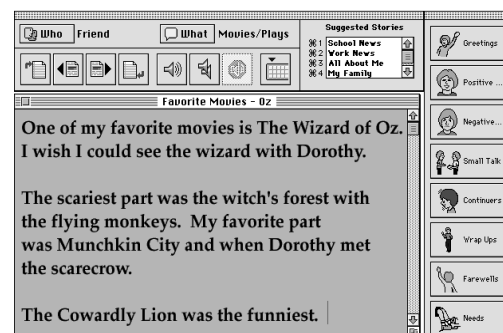 Who Friend What Movies/Plays
Suggested Stories
⌘ 1 School News
⌘ 2 Work News
⌘ 3 All About Me
⌘ 4 My Family
Favorite Movies - Oz
One of my favorite movies is The Wizard of Oz.
I wish I could see the wizard with Dorothy.
The scariest part was the witch's forest with
the flying monkeys.  My favorite part
was Munchkin City and when Dorothy met
the scarecrow.
The Cowardly Lion was the funniest.
Greetings
Positive ...
Negative...
Small Talk
Continuers
Wrap Ups
Farewells
Needs